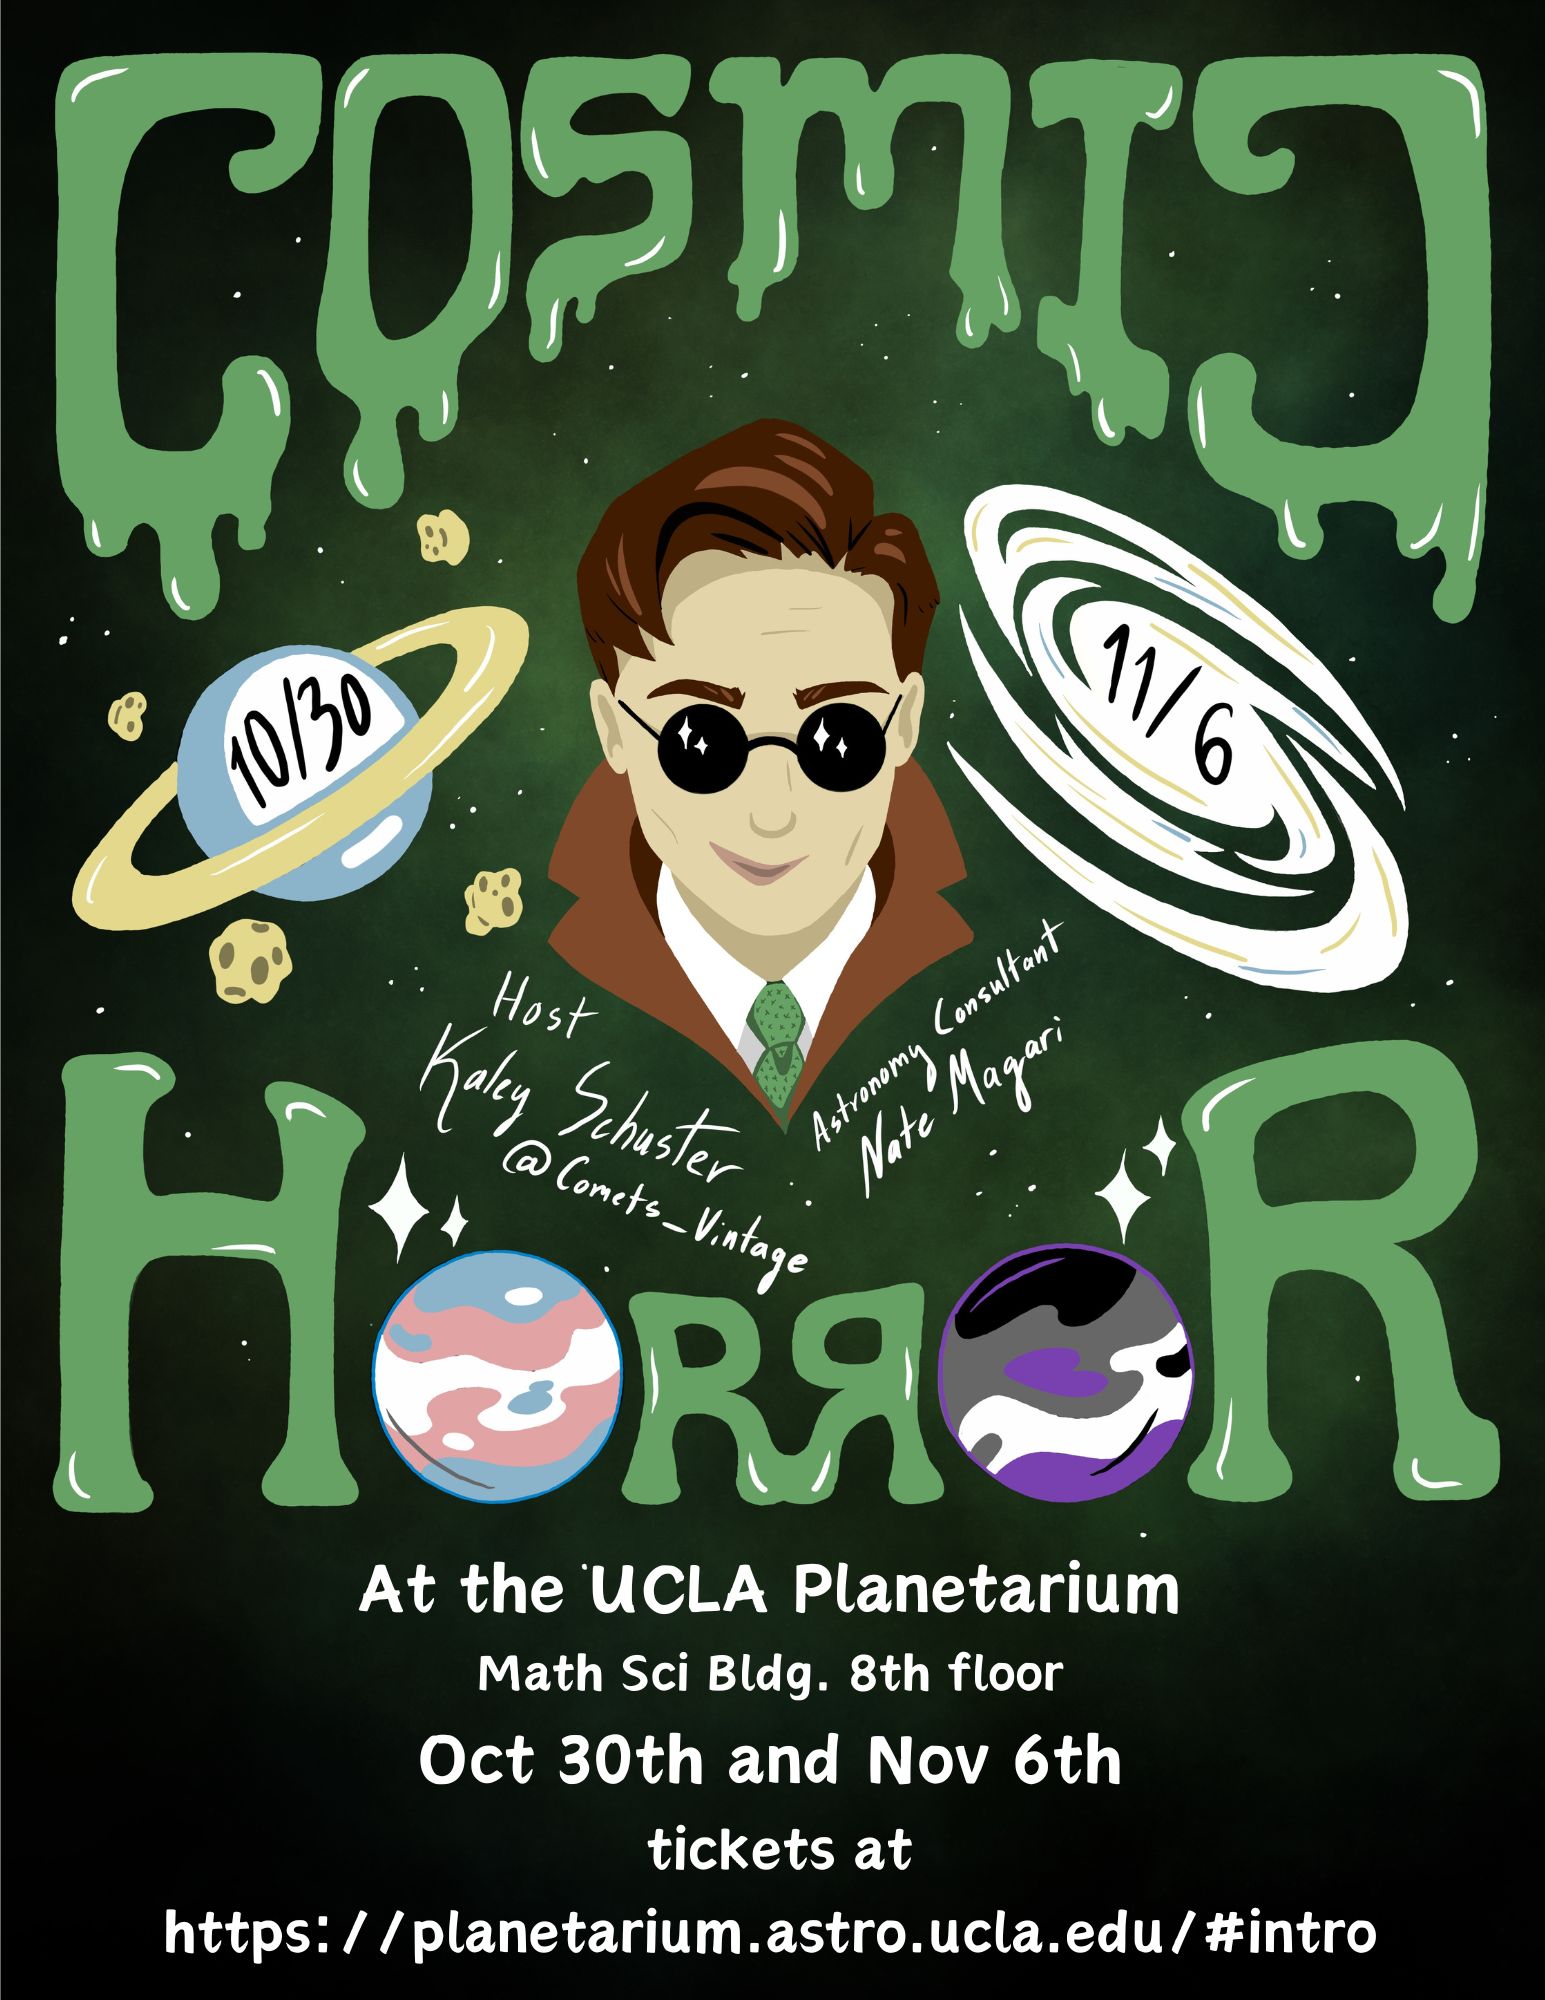 COSMIC
10/30
11/6
Host
Kaley Schuster
@Comets_Vintage
Astronomy Consultant
Nate Magari
HORROR
At the UCLA Planetarium
Math Sci Bldg. 8th floor
Oct 30th and Nov 6th
tickets at
https://planetarium.astro.ucla.edu/#intro